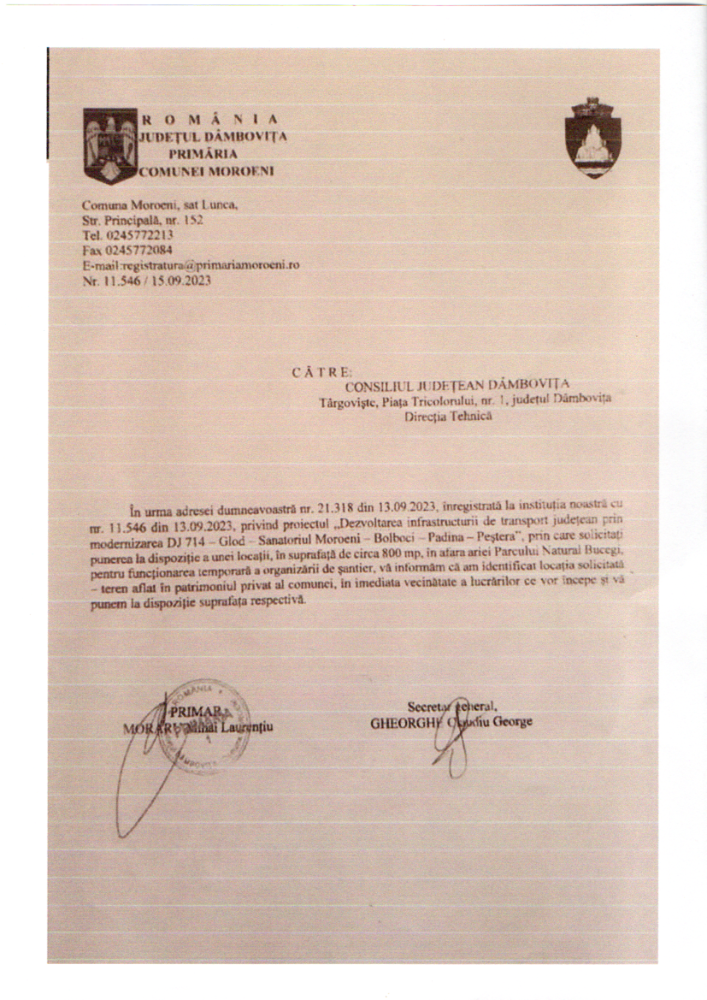 R O M Â N I A
JUDEȚUL DÂMBOVIȚA
PRIMĂRIA
COMUNEI MOROENI
Comuna Moroeni, sat Lunca,
Str. Principală, nr. 152
Tel. 0245772213
Fax 0245772084
E-mail:registratura@primariamoroeni.ro
Nr. 11.546 / 15.09.2023
C Ă T R E:
CONSILIUL JUDEȚEAN DÂMBOVIȚA
Târgoviște, Piața Tricolorului, nr. 1, județul Dâmbovița
Direcția Tehnică
În urma adresei dumneavoastră nr. 21.318 din 13.09.2023, înregistrată la instituția noastră cu
nr. 11.546 din 13.09.2023, privind proiectul „Dezvoltarea infrastructurii de transport județean prin
modernizarea DJ 714 – Glod – Sanatoriul Moroeni – Bolboci – Padina – Peștera", prin care solicitați
punerea la dispoziție a unei locații, în suprafață de circa 800 mp, în afara ariei Parcului Natural Bucegi,
pentru funcționarea temporară a organizării de șantier, vă informăm că am identificat locația solicitată
– teren aflat în patrimoniul privat al comunei, în imediata vecinătate a lucrărilor ce vor începe și vă
punem la dispoziție suprafața respectivă.
PRIMAR,
MORARU Mihai Laurențiu
ROMÂNIA
PRIMĂRIA
1
Secretar general,
GHEORGHE Claudiu George